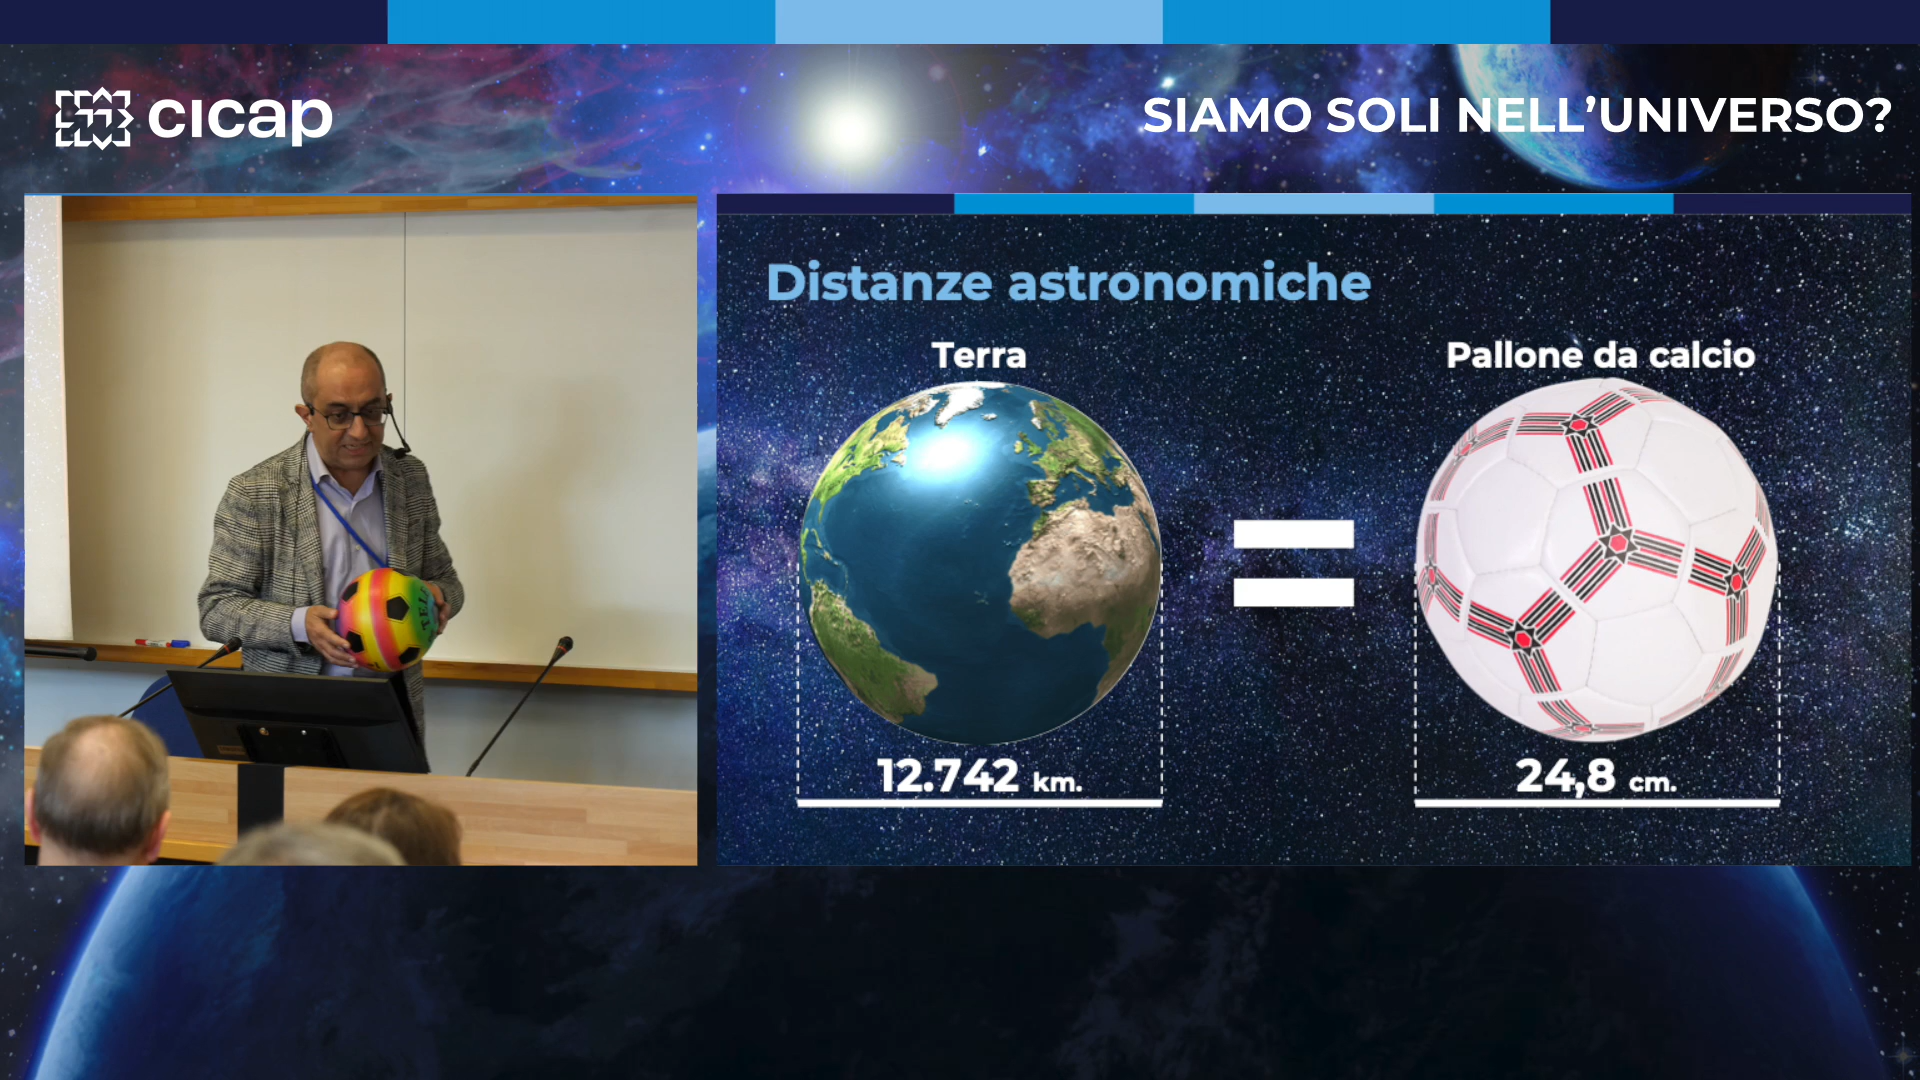 cicap
SIAMO SOLI NELL’UNIVERSO?
Distanze astronomiche
Terra
Pallone da calcio
12.742 km.
24,8 cm.